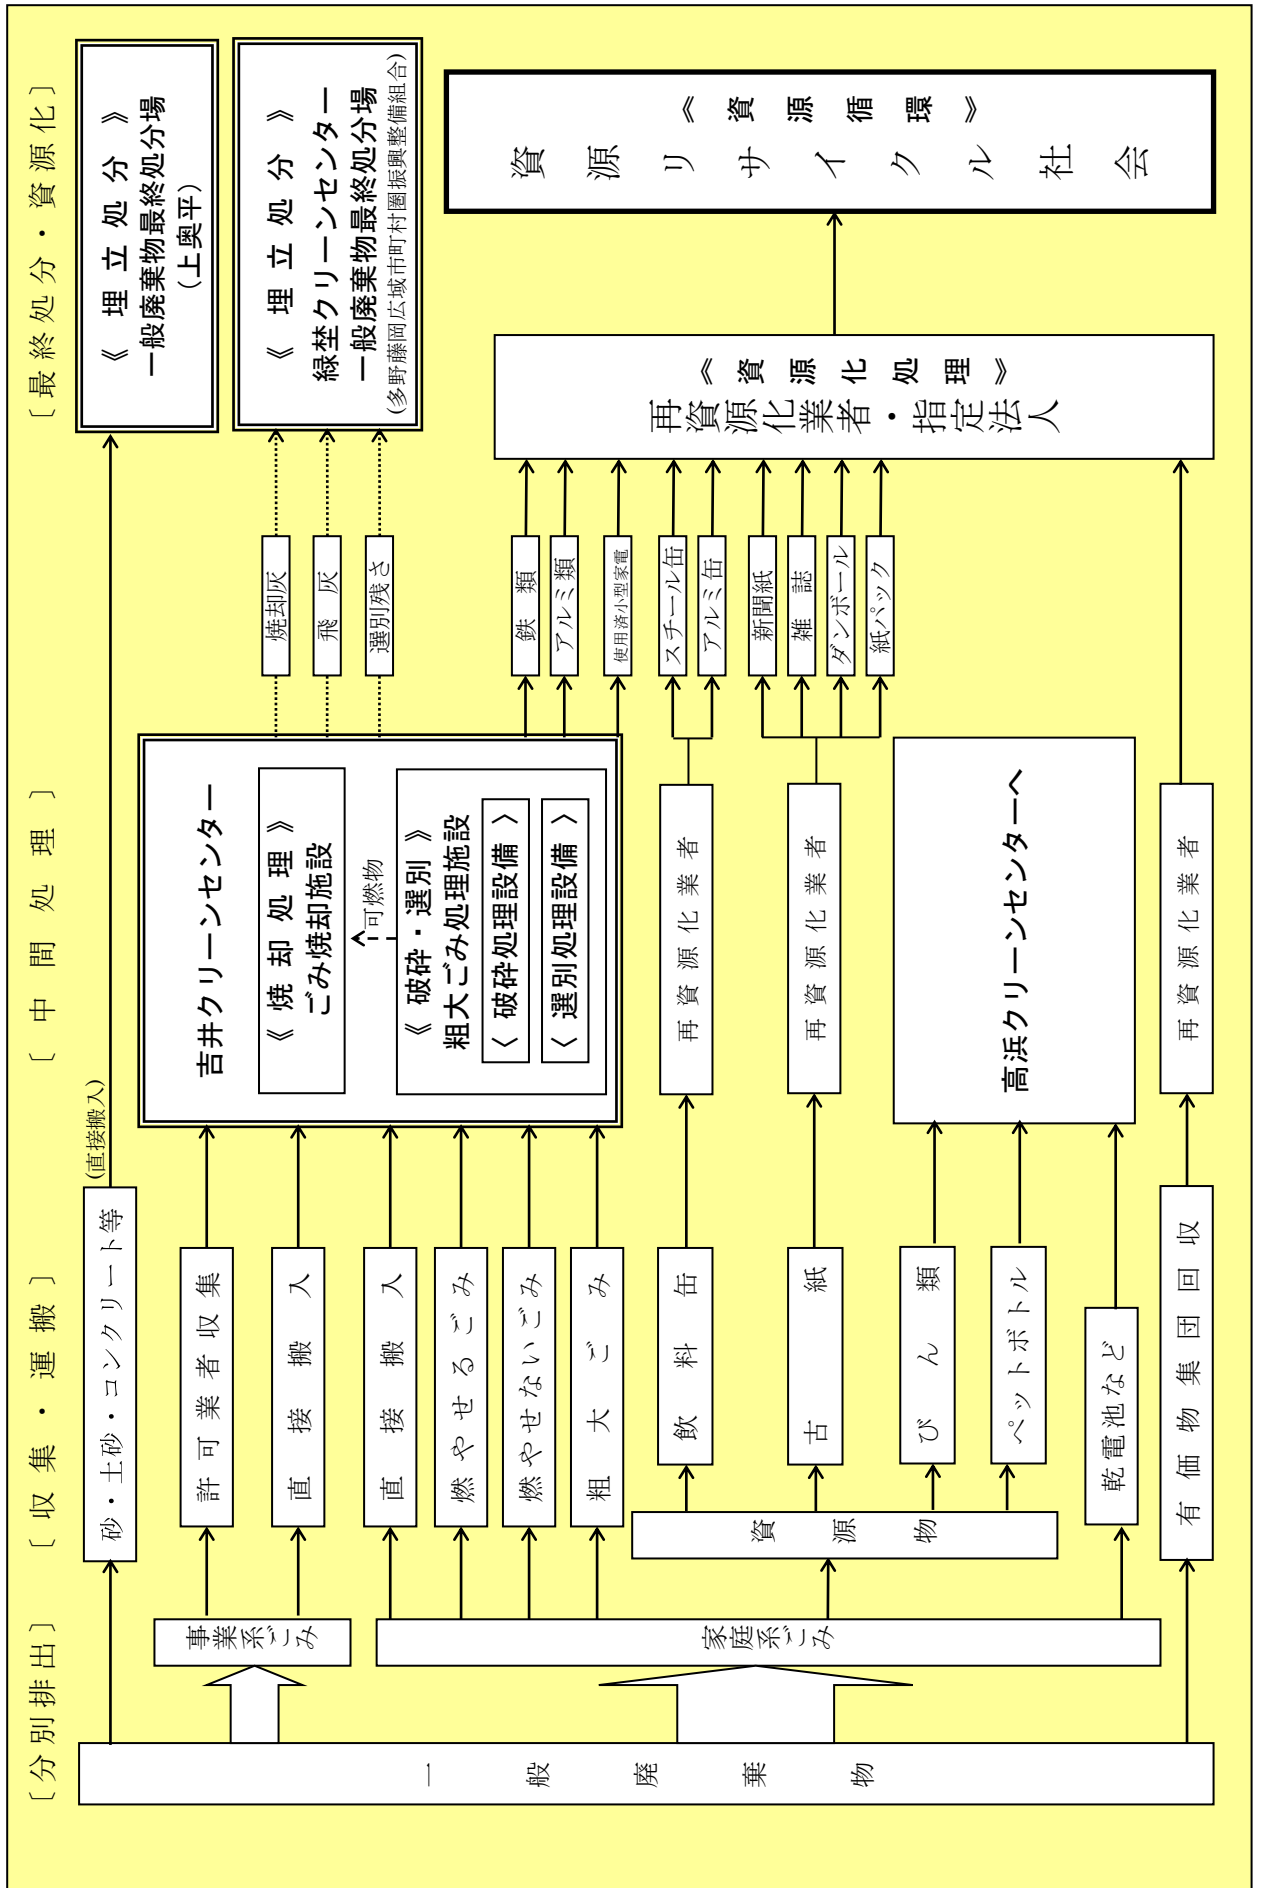 〔分別排出〕
〔収集・運搬〕
〔中間処理〕
〔最終処分・資源化〕
一般廃棄物
事業系ごみ
家庭系ごみ
砂・土砂・コンクリート等
(直接搬入)
許可業者収集
直接搬入
直接搬入
燃やせるごみ
燃やせないごみ
粗大ごみ
資源物
飲料缶
古紙
びん類
ペットボトル
乾電池など
有価物集団回収
吉井クリーンセンター
《焼却処理》
ごみ焼却施設
可燃物
《破砕・選別》
粗大ごみ処理施設
〈破砕処理設備〉
〈選別処理設備〉
再資源化業者
再資源化業者
高浜クリーンセンターへ
再資源化業者
焼却灰
飛灰
選別残さ
鉄類
アルミ類
使用済小型家電
スチール缶
アルミ缶
新聞紙
雑誌
ダンボール
紙パック
《埋立処分》
一般廃棄物最終処分場
(上奥平)
《埋立処分》
緑埜クリーンセンター
一般廃棄物最終処分場
(多野藤岡広域市町村圏振興整備組合)
《資源化処理》
再資源化業者・指定法人
《資源循環》
資源リサイクル社会